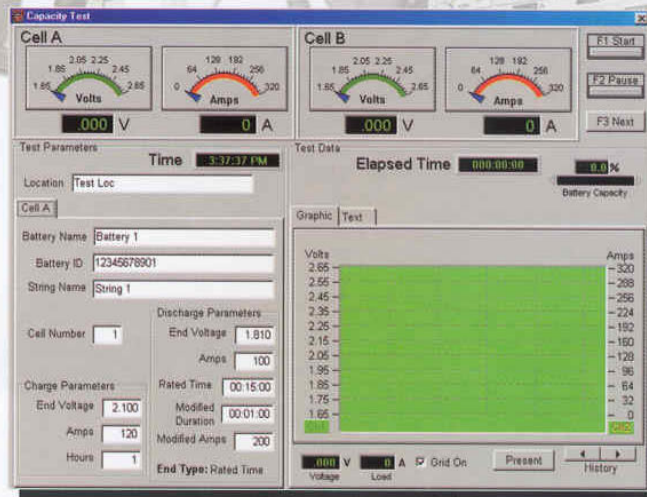 Capacity Test
Cell A
1.65 1.85 2.05 2.25 2.45 2.65
Volts
.000 V
0 64 128 192 256 320
Amps
0 A
Cell B
1.65 1.85 2.05 2.25 2.45 2.65
Volts
.000 V
0 64 128 192 256 320
Amps
0 A
F1 Start
F2 Pause
F3 Next
Test Parameters
Time 3:37:37 PM
Location Test Loc
Cell A
Battery Name Battery 1
Battery ID 12345678901
String Name String 1
Cell Number 1
Charge Parameters
End Voltage 2.100
Amps 120
Hours 1
Discharge Parameters
End Voltage 1.810
Amps 100
Rated Time 00:15:00
Modified Duration 00:01:00
Modified Amps 200
End Type: Rated Time
Test Data
Elapsed Time 000:00:00
0.0 %
Battery Capacity
Graphic Text
Volts Amps
2.65 320
2.55 288
2.45 256
2.35 224
2.25 192
2.15 160
2.05 128
1.95 96
1.85 64
1.75 32
1.65 0
.000 V 0 A Grid On Present
Voltage Load History